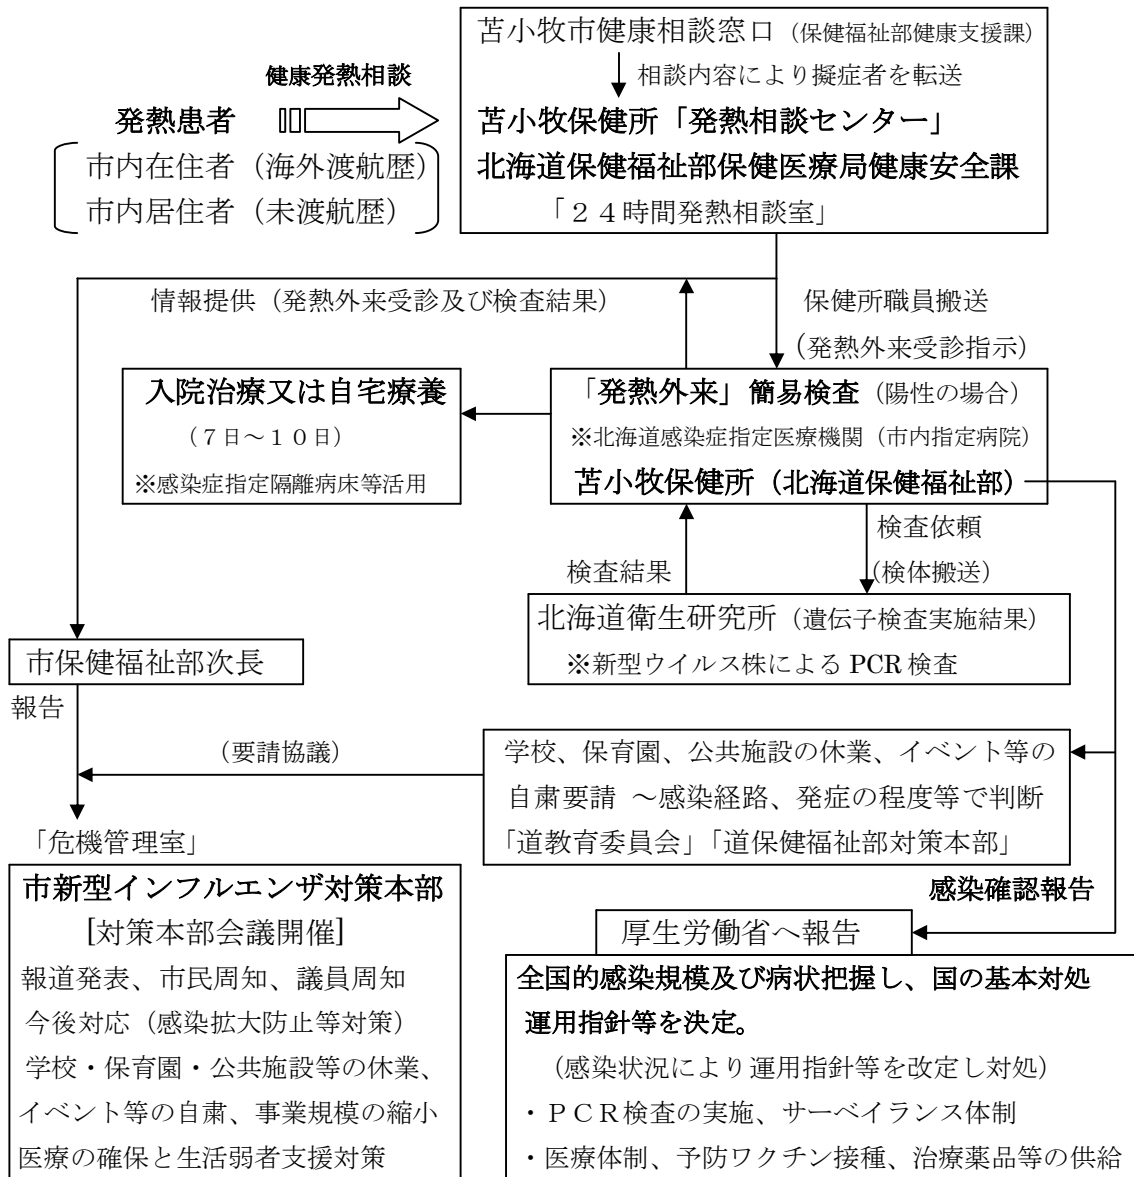 苫小牧市健康相談窓口（保健福祉部健康支援課）
相談内容により擬症者を転送
健康発熱相談
発熱患者
苫小牧保健所「発熱相談センター」
市内在住者（海外渡航歴）
北海道保健福祉部保健医療局健康安全課
市内居住者（未渡航歴）
「２４時間発熱相談室」
情報提供（発熱外来受診及び検査結果）
保健所職員搬送
（発熱外来受診指示）
入院治療又は自宅療養
（７日～１０日）
※感染症指定隔離病床等活用
「発熱外来」簡易検査（陽性の場合）
※北海道感染症指定医療機関（市内指定病院）
苫小牧保健所（北海道保健福祉部）
検査依頼
（検体搬送）
検査結果
北海道衛生研究所（遺伝子検査実施結果）
※新型ウイルス株による PCR 検査
市保健福祉部次長
報告
（要請協議）
学校、保育園、公共施設の休業、イベント等の
自粛要請 ～感染経路、発症の程度等で判断
「道教育委員会」「道保健福祉部対策本部」
「危機管理室」
市新型インフルエンザ対策本部
[対策本部会議開催]
報道発表、市民周知、議員周知
今後対応（感染拡大防止等対策）
学校・保育園・公共施設等の休業、
イベント等の自粛、事業規模の縮小
医療の確保と生活弱者支援対策
感染確認報告
厚生労働省へ報告
全国的感染規模及び病状把握し、国の基本対処
運用指針等を決定。
（感染状況により運用指針等を改定し対処）
・ＰＣＲ検査の実施、サーベイランス体制
・医療体制、予防ワクチン接種、治療薬品等の供給